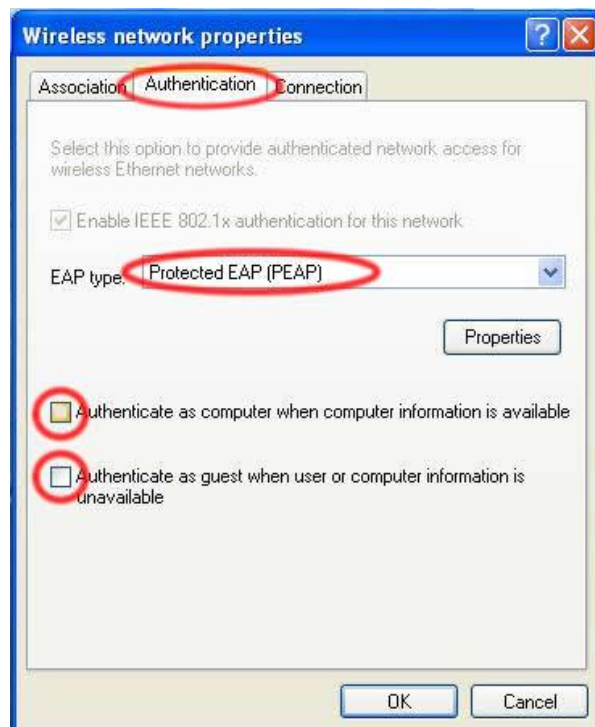 Wireless network properties
Association Authentication Connection
Select this option to provide authenticated network access for
wireless Ethernet networks.
Enable IEEE 802.1x authentication for this network
EAP type: Protected EAP (PEAP)
Properties
Authenticate as computer when computer information is available
Authenticate as guest when user or computer information is
unavailable
OK Cancel